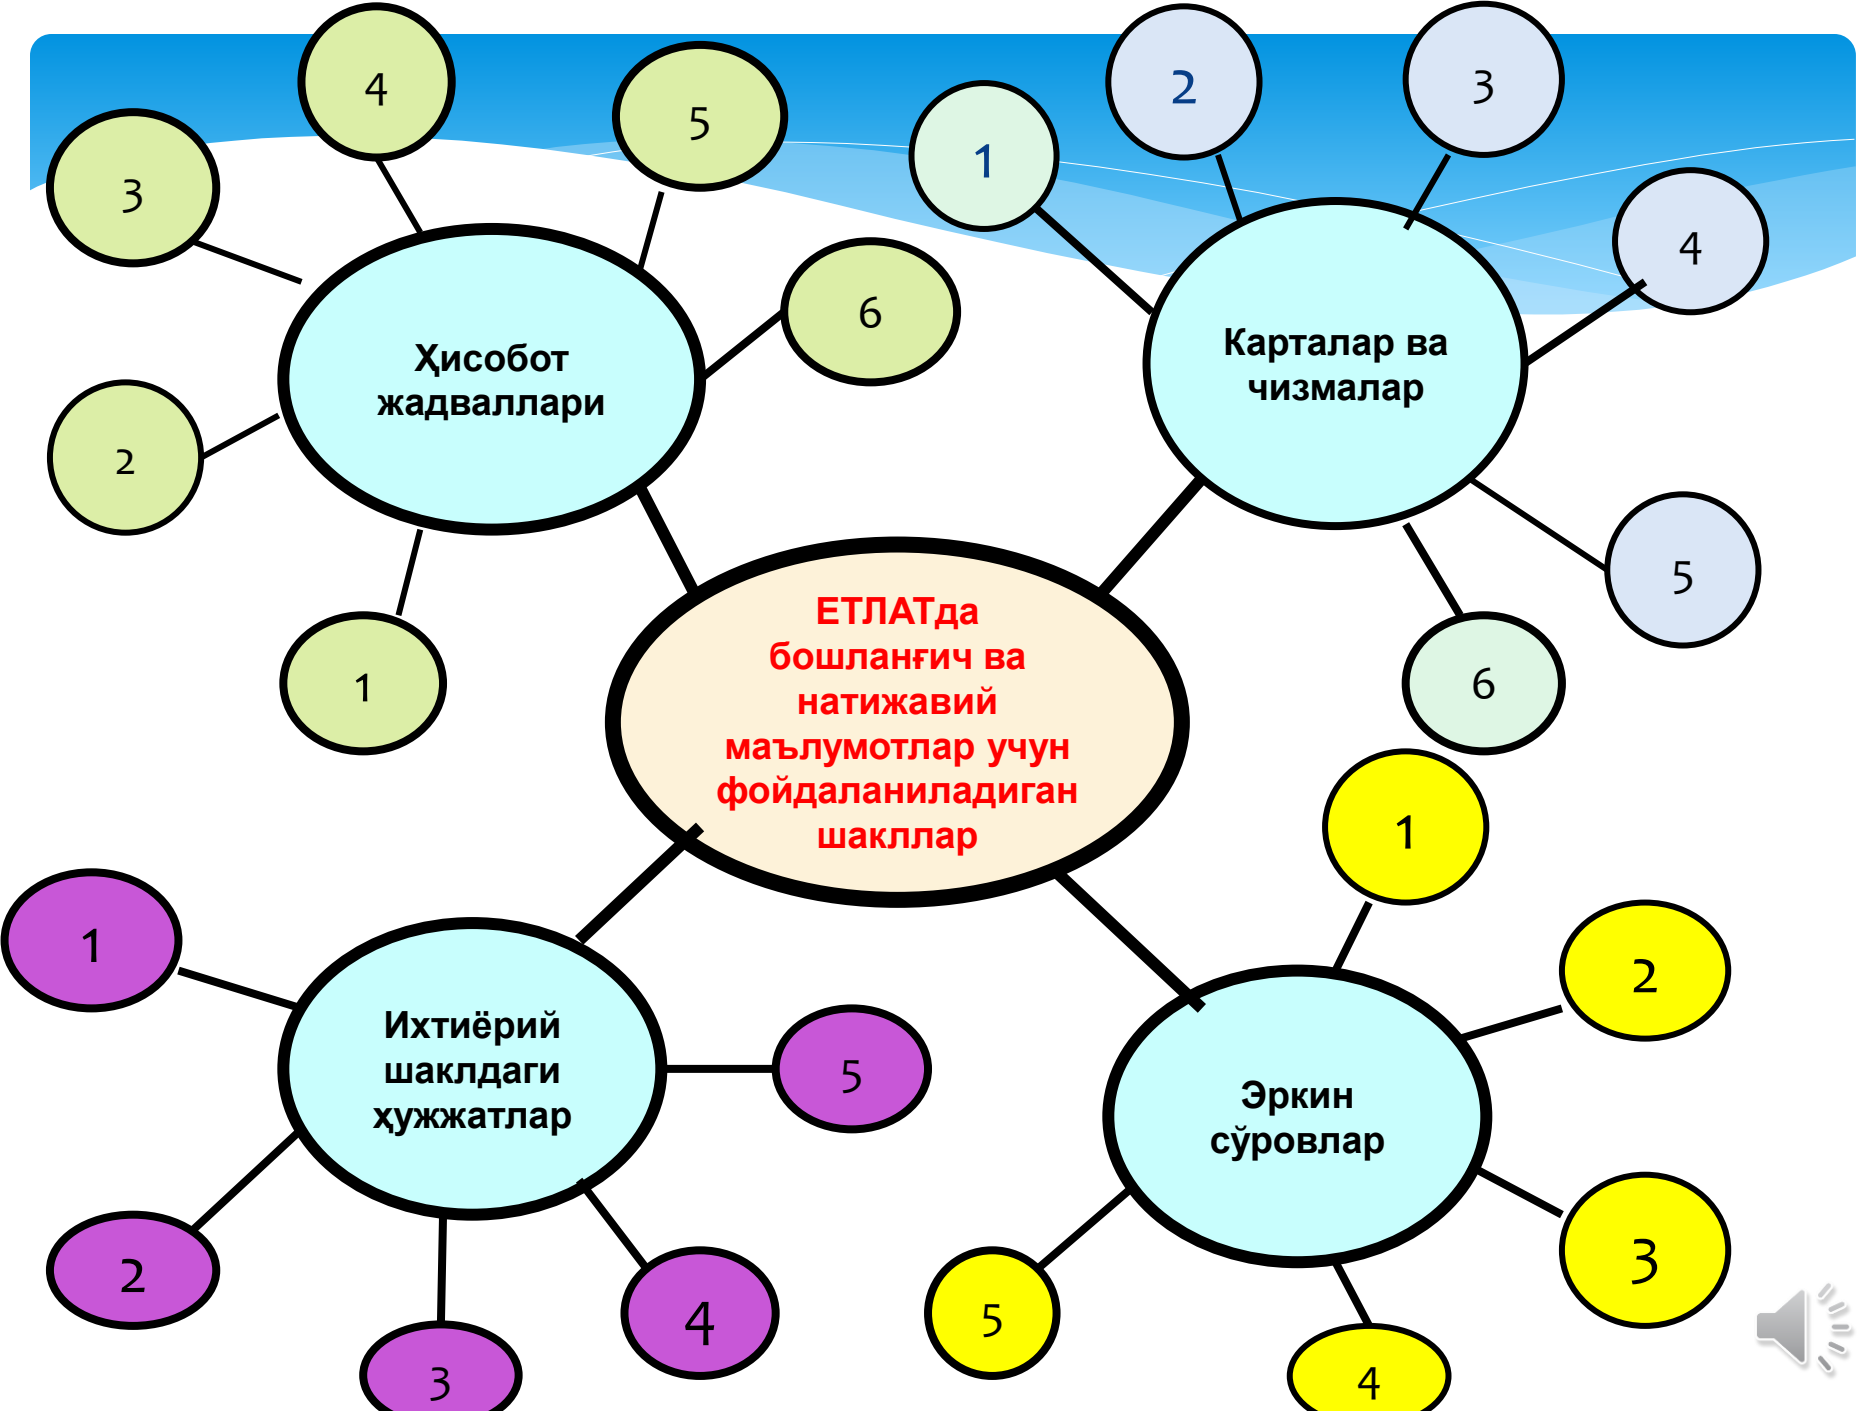 4
5
3
6
Ҳисобот
жадваллари
2
1
2
3
1
4
Карталар ва
чизмалар
5
6
ЕТЛАТда
бошланғич ва
натижавий
маълумотлар учун
фойдаланиладиган
шакллар
1
Ихтиёрий
шаклдаги
ҳужжатлар
5
2
3
4
1
2
Эркин
сўровлар
3
5
4